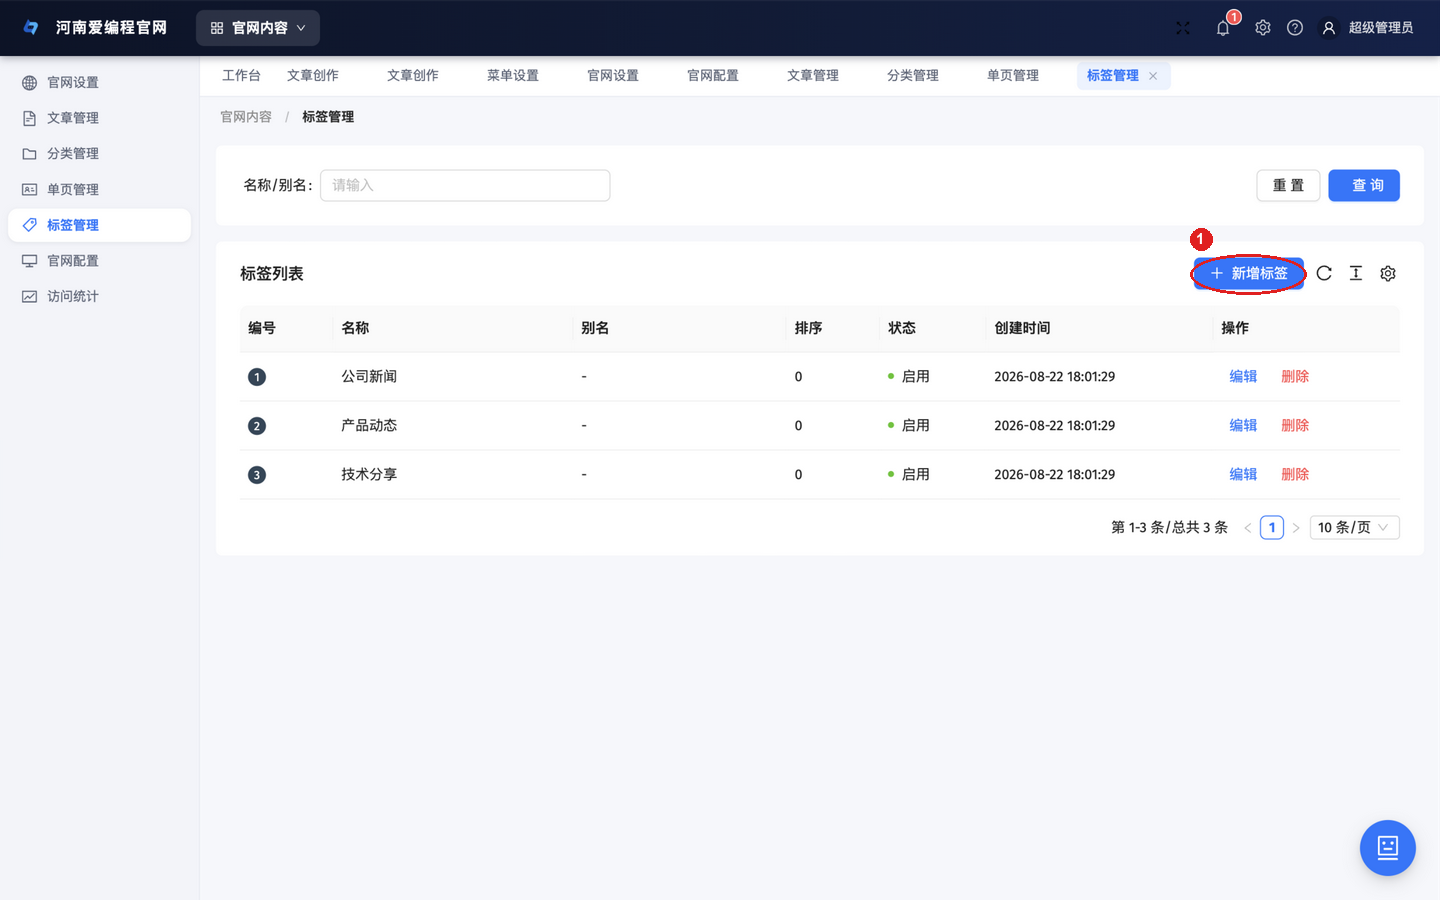 河南爱编程官网 官网内容 1 超级管理员
官网设置
文章管理
分类管理
单页管理
标签管理
官网配置
访问统计
工作台 文章创作 文章创作 菜单设置 官网设置 官网配置 文章管理 分类管理 单页管理 标签管理
官网内容 / 标签管理
名称/别名: 请输入 重 置 查 询
1
标签列表 新增标签
编号 名称 别名 排序 状态 创建时间 操作
1 公司新闻 - 0 启用 2026-08-22 18:01:29 编辑 删除
2 产品动态 - 0 启用 2026-08-22 18:01:29 编辑 删除
3 技术分享 - 0 启用 2026-08-22 18:01:29 编辑 删除
第 1-3 条/总共 3 条 < 1 > 10 条/页